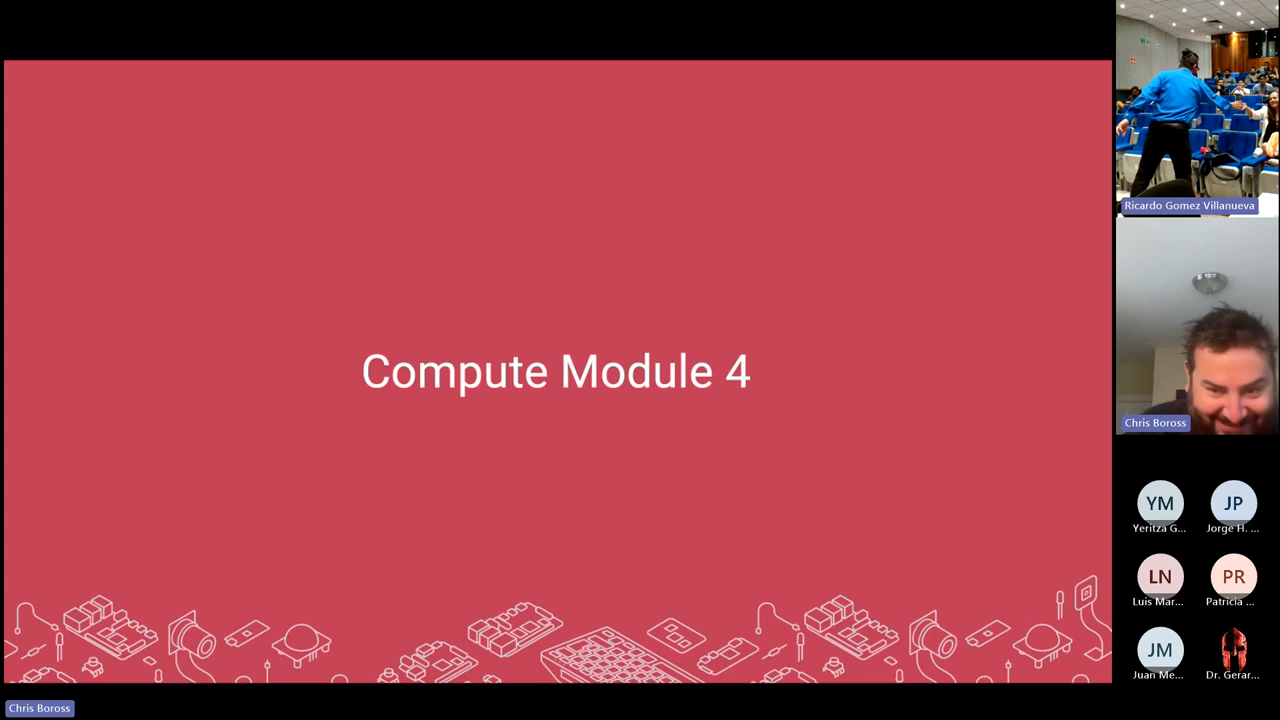 Compute Module 4
Ricardo Gomez Villanueva
Chris Boross
YM
Yeritza G...
JP
Jorge H. ...
LN
Luis Mar...
PR
Patricia ...
JM
Juan Me...
Dr. Gerar...
Chris Boross